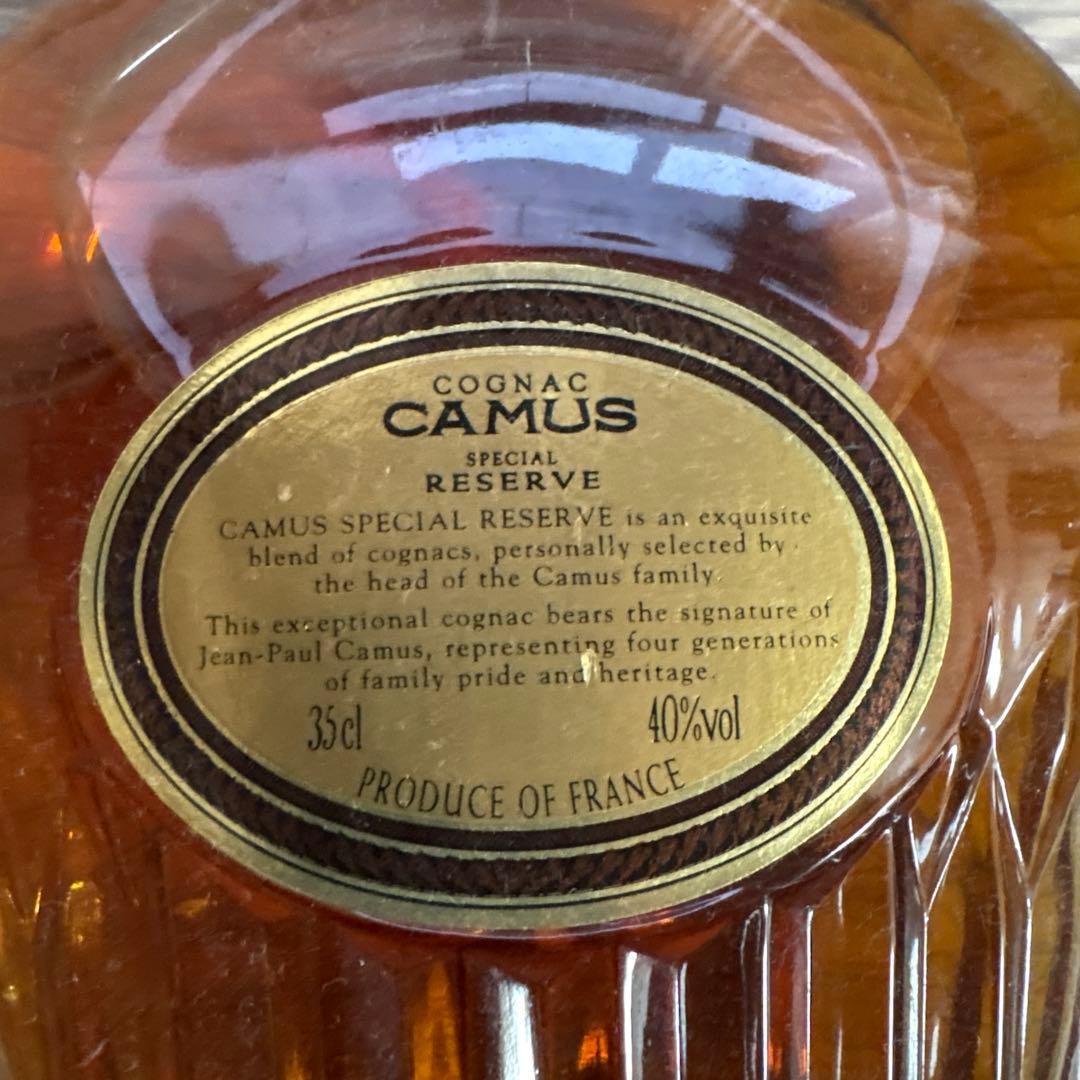 COGNAC
CAMUS
SPECIAL
RESERVE
CAMUS SPECIAL RESERVE is an exquisite
blend of cognacs, personally selected by
the head of the Camus family.
This exceptional cognac bears the signature of
Jean-Paul Camus, representing four generations
of family pride and heritage.
35cl 40%vol
PRODUCE OF FRANCE